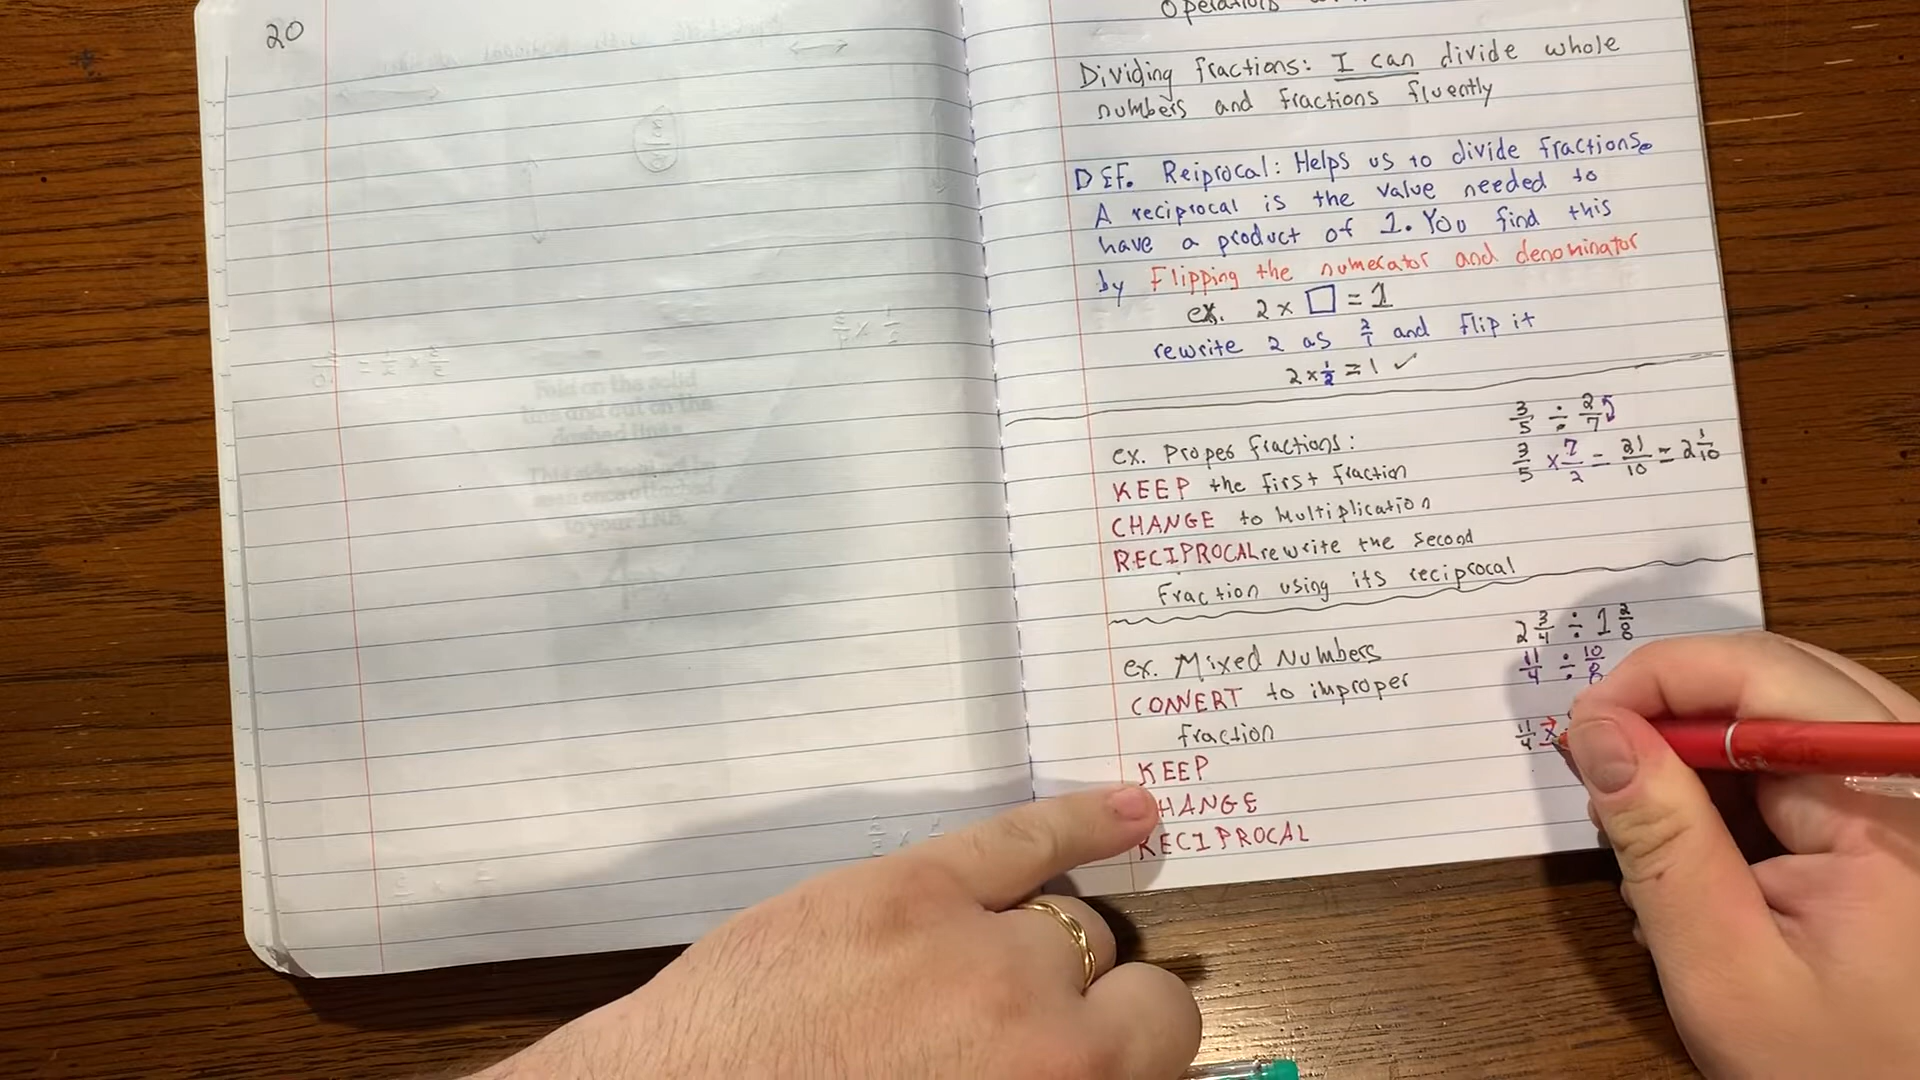 20
Operations
Dividing fractions: I can divide whole
numbers and fractions fluently
DEF. Reiprocal: Helps us to divide fractions.
A reciprocal is the value needed to
have a product of 1. You find this
by Flipping the numerator and denominator
ex. 2 x □ = 1
rewrite 2 as 2/1 and flip it
2 x 1/2 = 1 ✓
3/5 ÷ 2/7
ex. Proper fractions:
3/5 x 7/2 = 21/10 = 2 1/10
KEEP the first fraction
CHANGE to Multiplication
RECIPROCAL rewrite the second
fraction using its reciprocal
2 3/4 ÷ 1 2/8
ex. Mixed Numbers
11/4 ÷ 10/8
CONVERT to improper
fraction
11/4 x
KEEP
HANGE
RECIPROCAL